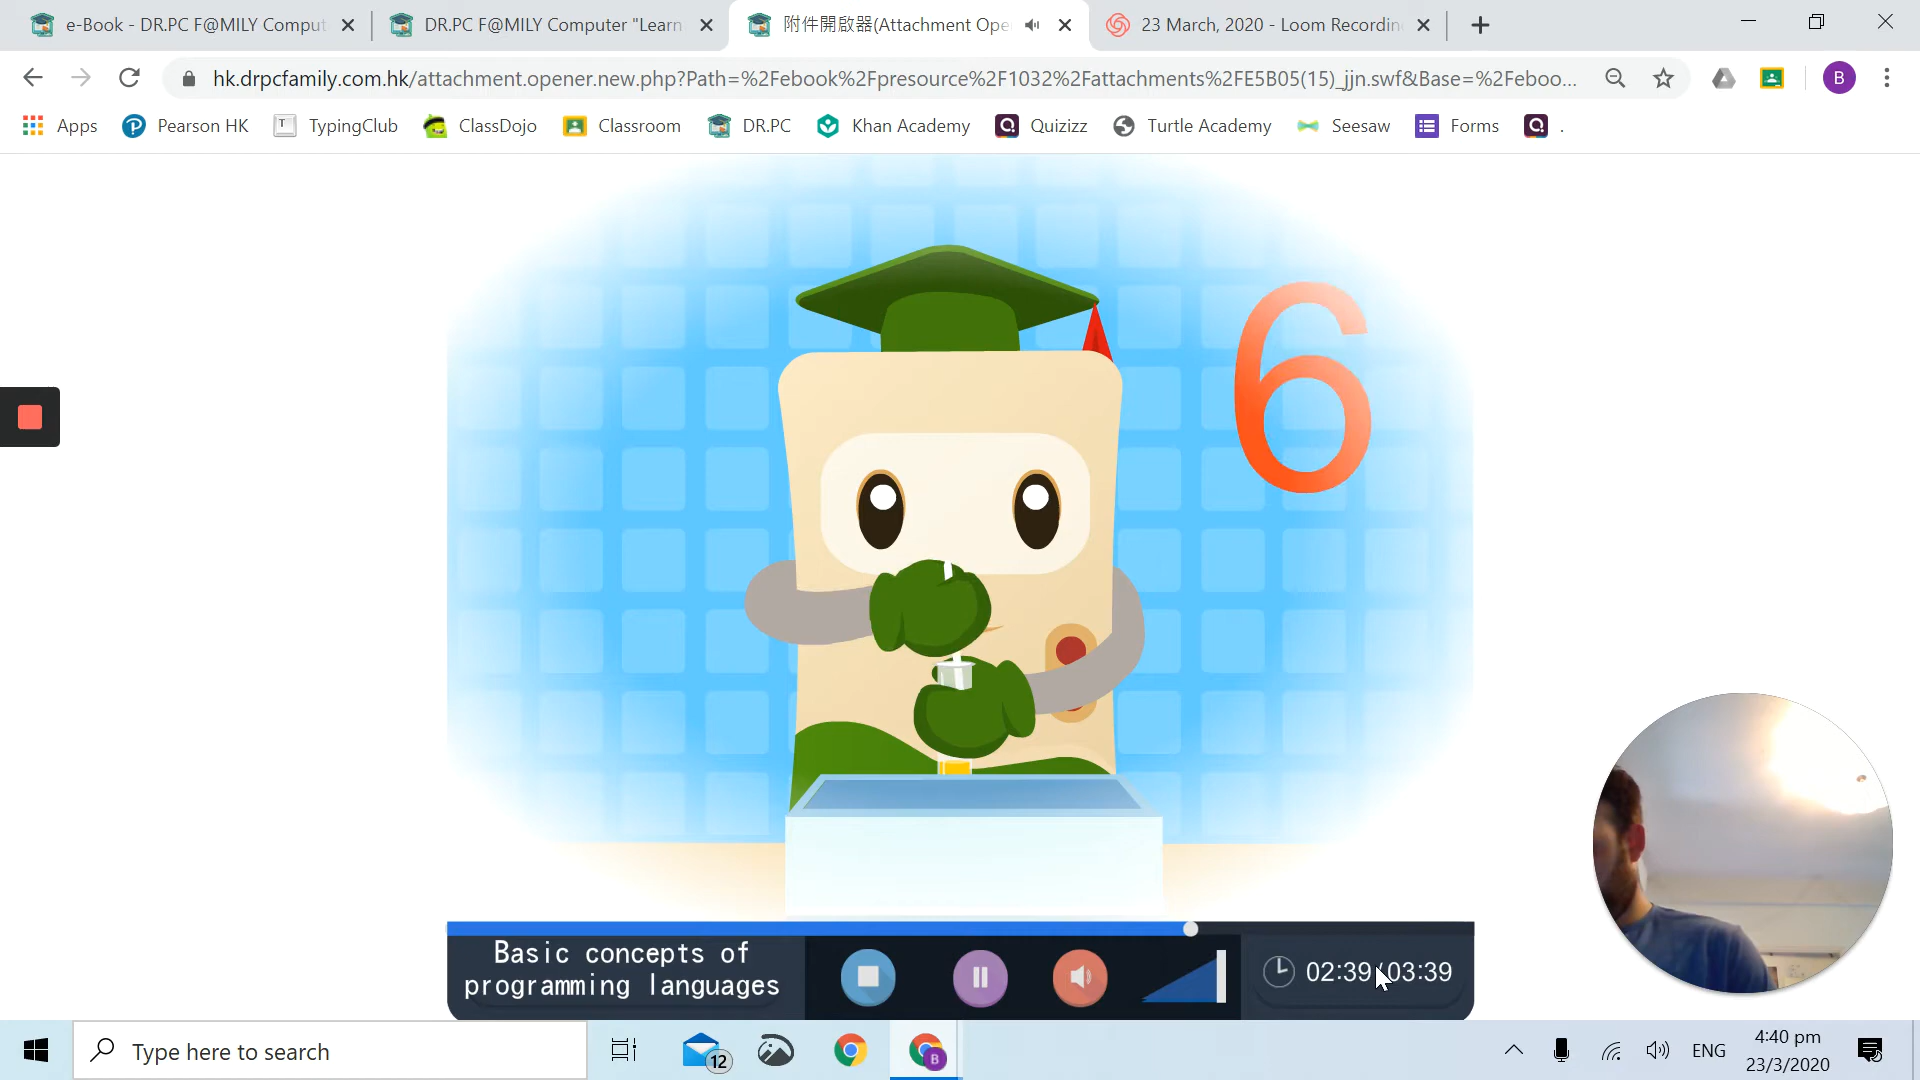 e-Book - DR.PC F@MILY Comput
DR.PC F@MILY Computer "Learn
附件開啟器(Attachment Ope
23 March, 2020 - Loom Recordin
hk.drpcfamily.com.hk/attachment.opener.new.php?Path=%2Febook%2Fpresource%2F1032%2Fattachments%2FE5B05(15)_jjn.swf&Base=%2Feboo...
B
Apps
Pearson HK
T
TypingClub
ClassDojo
Classroom
DR.PC
Khan Academy
Quizizz
Turtle Academy
Seesaw
Forms
.
6
Basic concepts of
programming languages
02:39/03:39
Type here to search
12
B
ENG
4:40 pm
23/3/2020